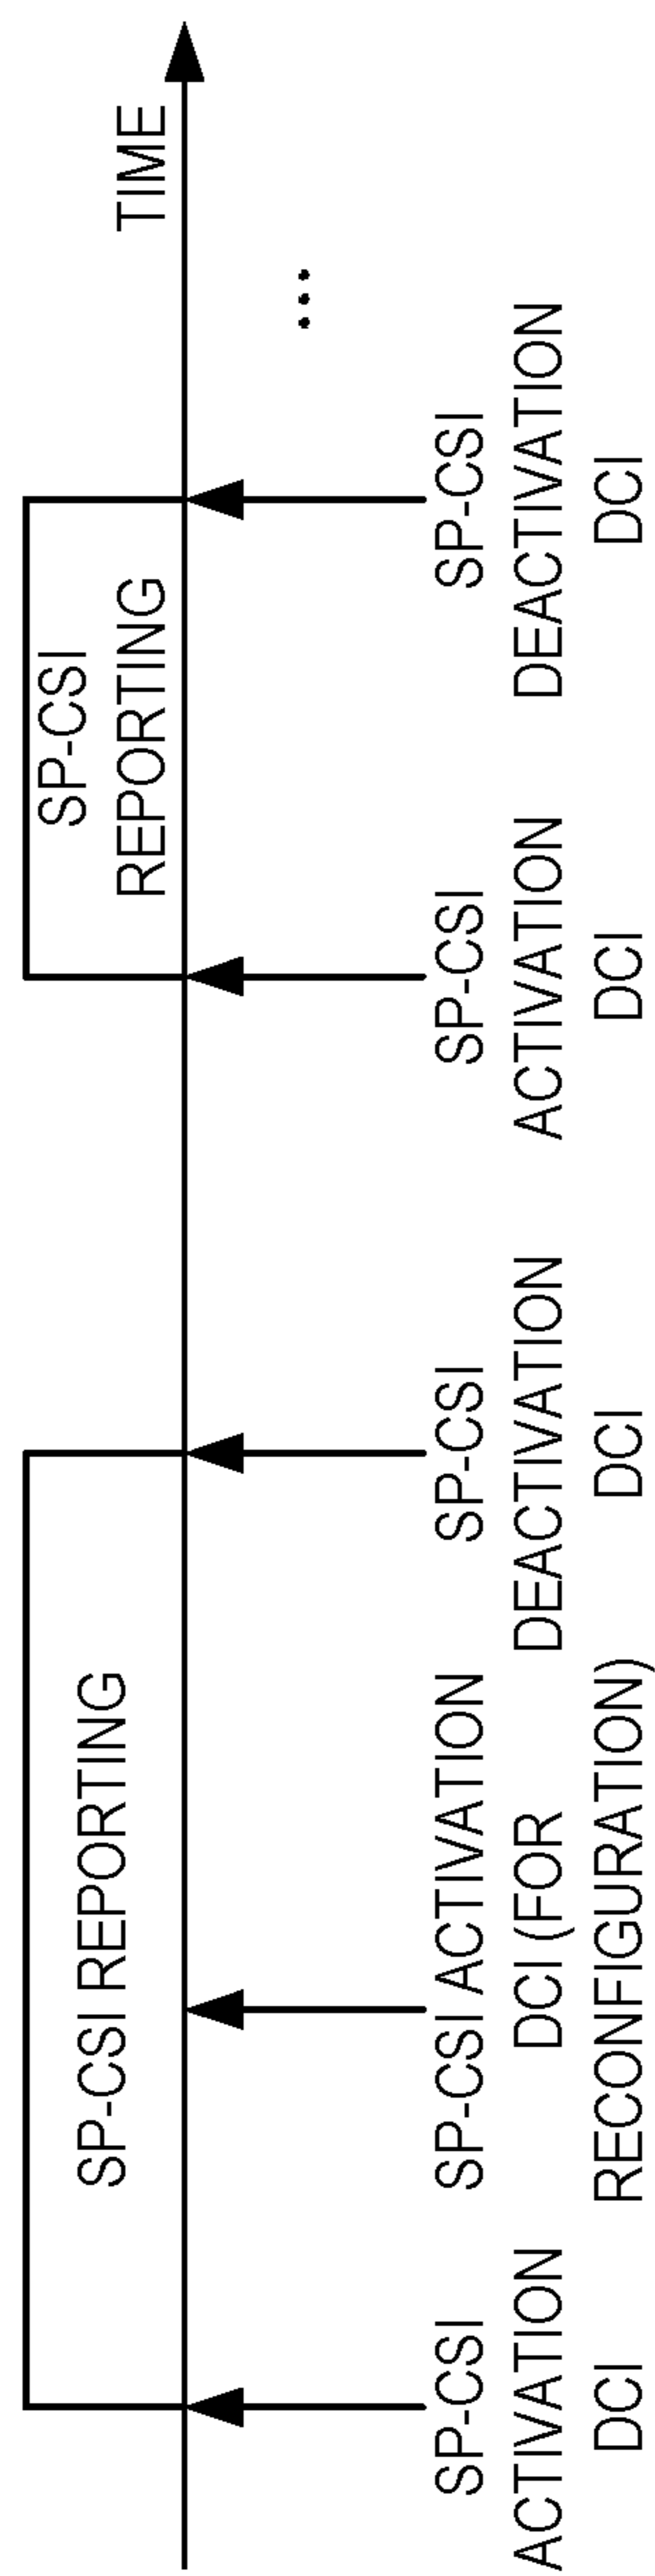 SP-CSI REPORTING
SP-CSI
REPORTING
TIME
SP-CSI
ACTIVATION
DCI
SP-CSI ACTIVATION
DCI (FOR
RECONFIGURATION)
SP-CSI
DEACTIVATION
DCI
SP-CSI
ACTIVATION
DCI
SP-CSI
DEACTIVATION
DCI
...